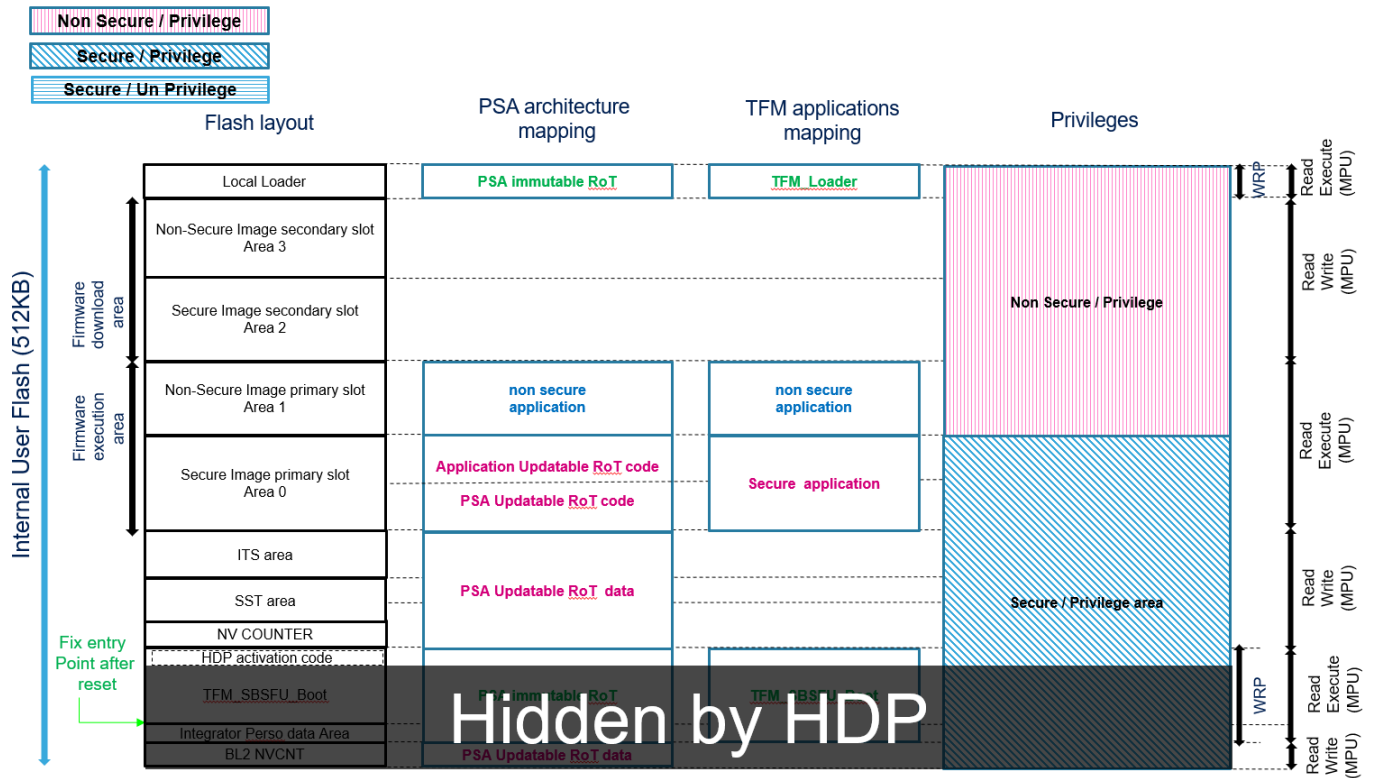 Non Secure / Privilege
Secure / Privilege
Secure / Un Privilege
Flash layout
PSA architecture
mapping
TFM applications
mapping
Privileges
Internal User Flash (512KB)
Firmware
download
area
Firmware
execution
area
Fix entry
Point after
reset
Local Loader
Non-Secure Image secondary slot
Area 3
Secure Image secondary slot
Area 2
Non-Secure Image primary slot
Area 1
Secure Image primary slot
Area 0
ITS area
SST area
NV COUNTER
HDP activation code
TFM_SBSFU_Boot
Integrator Perso data Area
BL2 NVCNT
PSA immutable RoT
non secure
application
Application Updatable RoT code
PSA Updatable RoT code
PSA Updatable RoT data
PSA immutable RoT
PSA Updatable RoT data
TFM_Loader
non secure
application
Secure application
TFM_SBSFU_Boot
Hidden by HDP
Non Secure / Privilege
Secure / Privilege area
WRP
WRP
Read
Execute
(MPU)
Read
Write
(MPU)
Read
Execute
(MPU)
Read
Write
(MPU)
Read
Execute
(MPU)
Read
Write
(MPU)